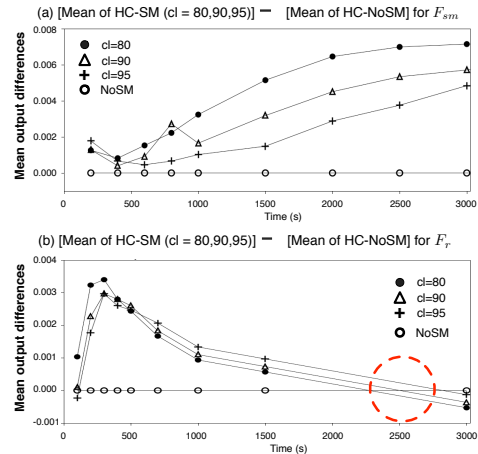 (a) [Mean of HC-SM (cl = 80,90,95)] − [Mean of HC-NoSM] for F_sm
Mean output differences
0.008
0.006
0.004
0.002
0.000
cl=80
cl=90
cl=95
NoSM
0 500 1000 1500 2000 2500 3000
Time (s)
(b) [Mean of HC-SM (cl = 80,90,95)] − [Mean of HC-NoSM] for F_r
Mean output differences
0.004
0.003
0.002
0.001
0.000
-0.001
cl=80
cl=90
cl=95
NoSM
0 500 1000 1500 2000 2500 3000
Time (s)